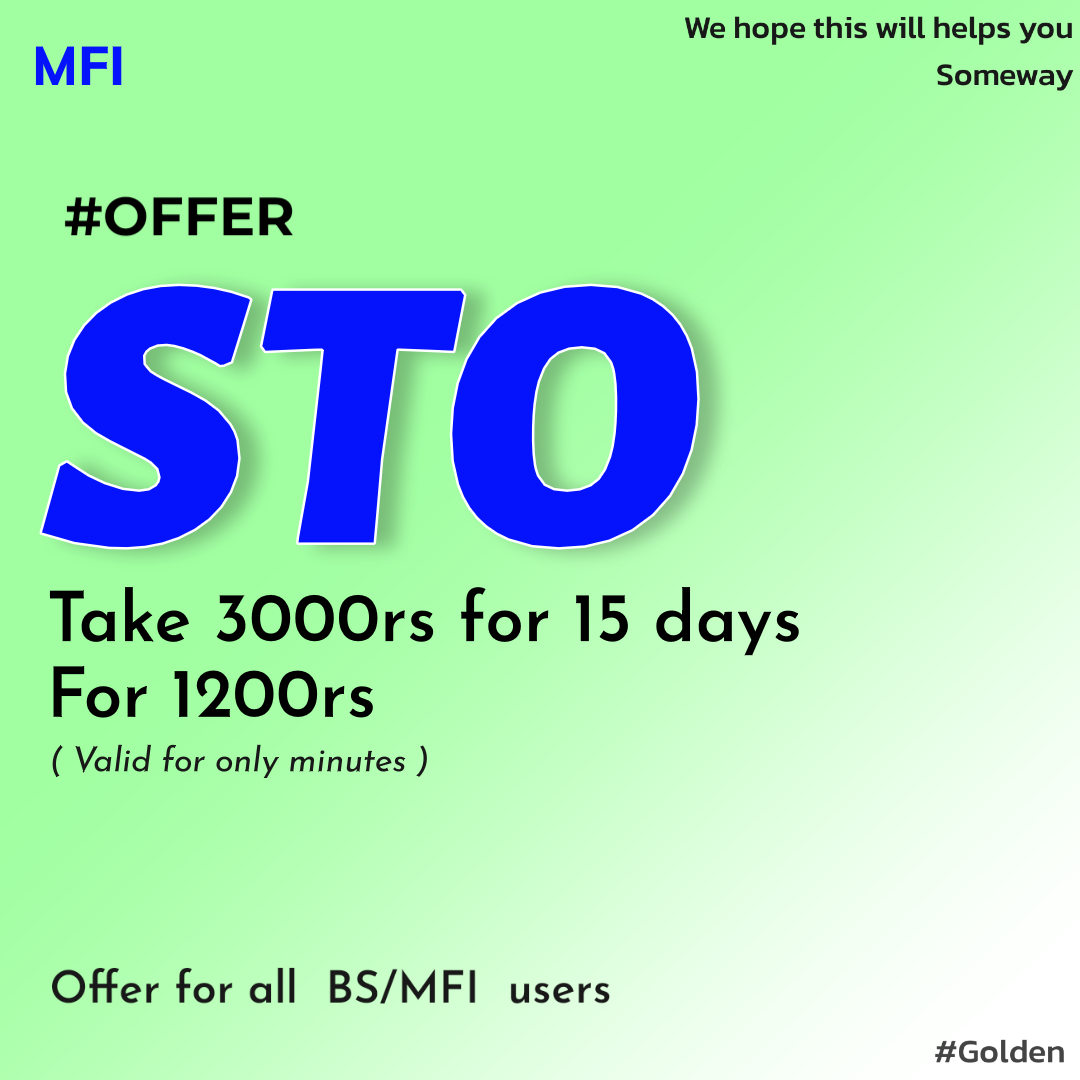 MFI
We hope this will helps you
Someway
#OFFER
STO
Take 3000rs for 15 days
For 1200rs
( Valid for only minutes )
Offer for all BS/MFI users
#Golden